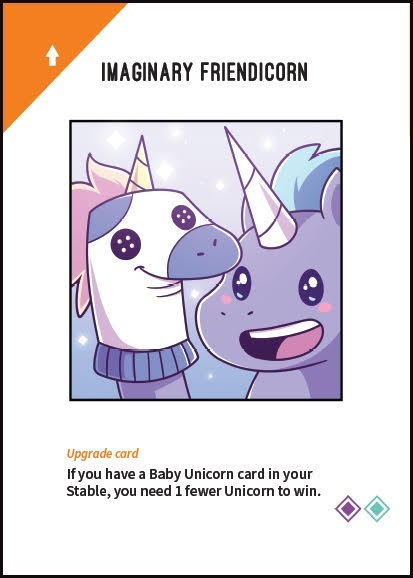 IMAGINARY FRIENDICORN
Upgrade card
If you have a Baby Unicorn card in your
Stable, you need 1 fewer Unicorn to win.